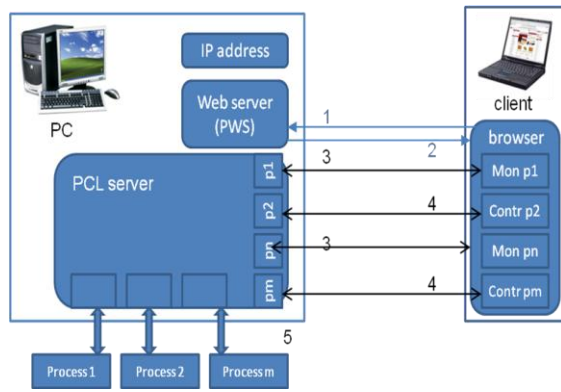 IP address
Web server
(PWS)
PC
client
browser
1
2
PCL server
p1
3
Mon p1
p2
4
Contr p2
pn
3
Mon pn
pm
4
Contr pm
5
Process 1
Process 2
Process m